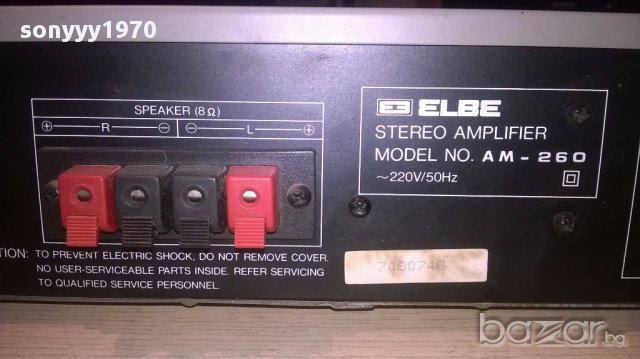 sonyyy1970
SPEAKER (8Ω)
⊕ R ⊖ ⊖ L ⊕
ELBE
STEREO AMPLIFIER
MODEL NO. AM-260
~220V/50Hz
TION: TO PREVENT ELECTRIC SHOCK, DO NOT REMOVE COVER.
NO USER-SERVICEABLE PARTS INSIDE. REFER SERVICING
TO QUALIFIED SERVICE PERSONNEL.
7080746
bazar.bg